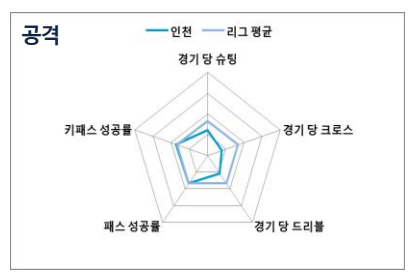 공격
인천 리그 평균
경기 당 슈팅
키패스 성공률 경기 당 크로스
패스 성공률 경기 당 드리블